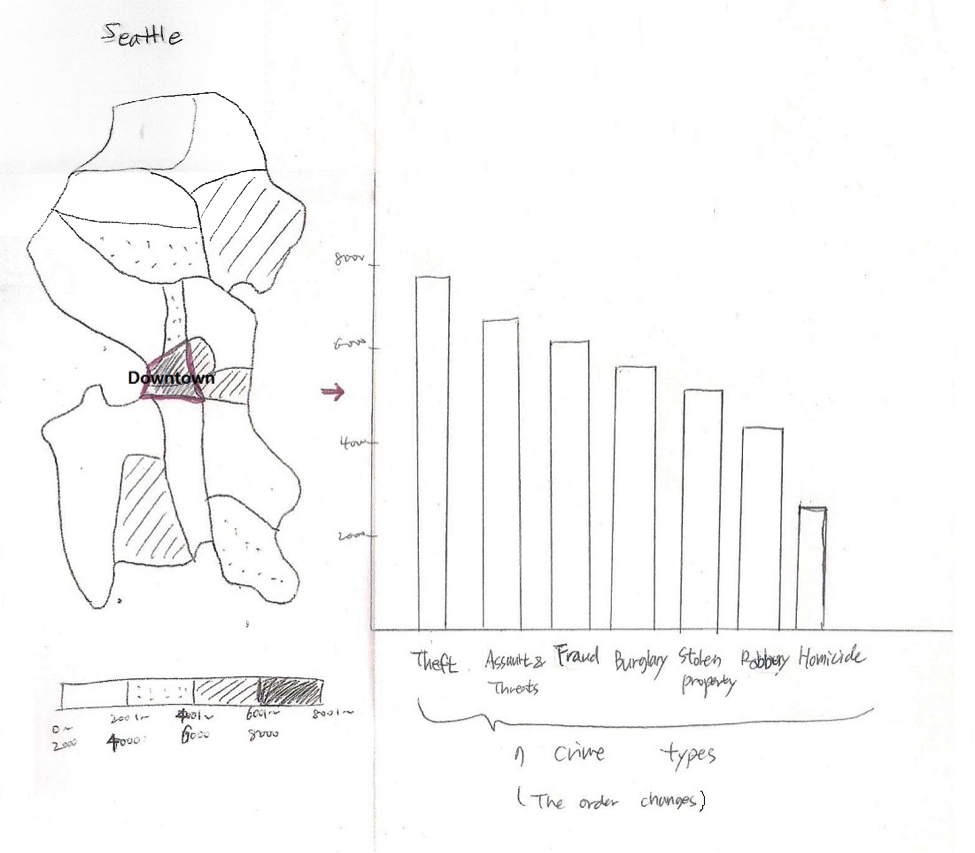 Seattle
Downtown
8000
6000
4000
2000
Theft. Assault & Fraud Burglary Stolen Robbery Homicide
Threats property
0~ 2001~ 4001~ 6001~ 8001~
2000 4000 6000 8000
n crime types
(The order changes)